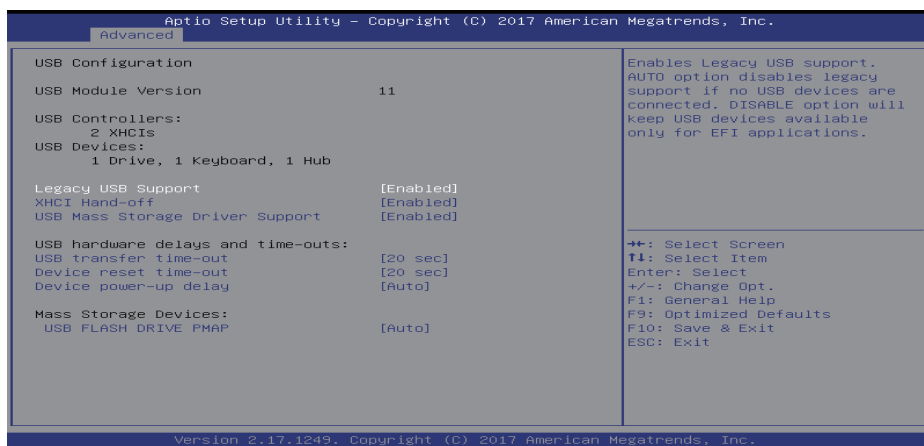 Aptio Setup Utility – Copyright (C) 2017 American Megatrends, Inc.
Advanced
USB Configuration
USB Module Version 11
USB Controllers:
2 XHCIs
USB Devices:
1 Drive, 1 Keyboard, 1 Hub
Legacy USB Support [Enabled]
XHCI Hand-off [Enabled]
USB Mass Storage Driver Support [Enabled]
USB hardware delays and time-outs:
USB transfer time-out [20 sec]
Device reset time-out [20 sec]
Device power-up delay [Auto]
Mass Storage Devices:
USB FLASH DRIVE PMAP [Auto]
Enables Legacy USB support.
AUTO option disables legacy
support if no USB devices are
connected. DISABLE option will
keep USB devices available
only for EFI applications.
→←: Select Screen
↑↓: Select Item
Enter: Select
+/-: Change Opt.
F1: General Help
F9: Optimized Defaults
F10: Save & Exit
ESC: Exit
Version 2.17.1249. Copyright (C) 2017 American Megatrends, Inc.